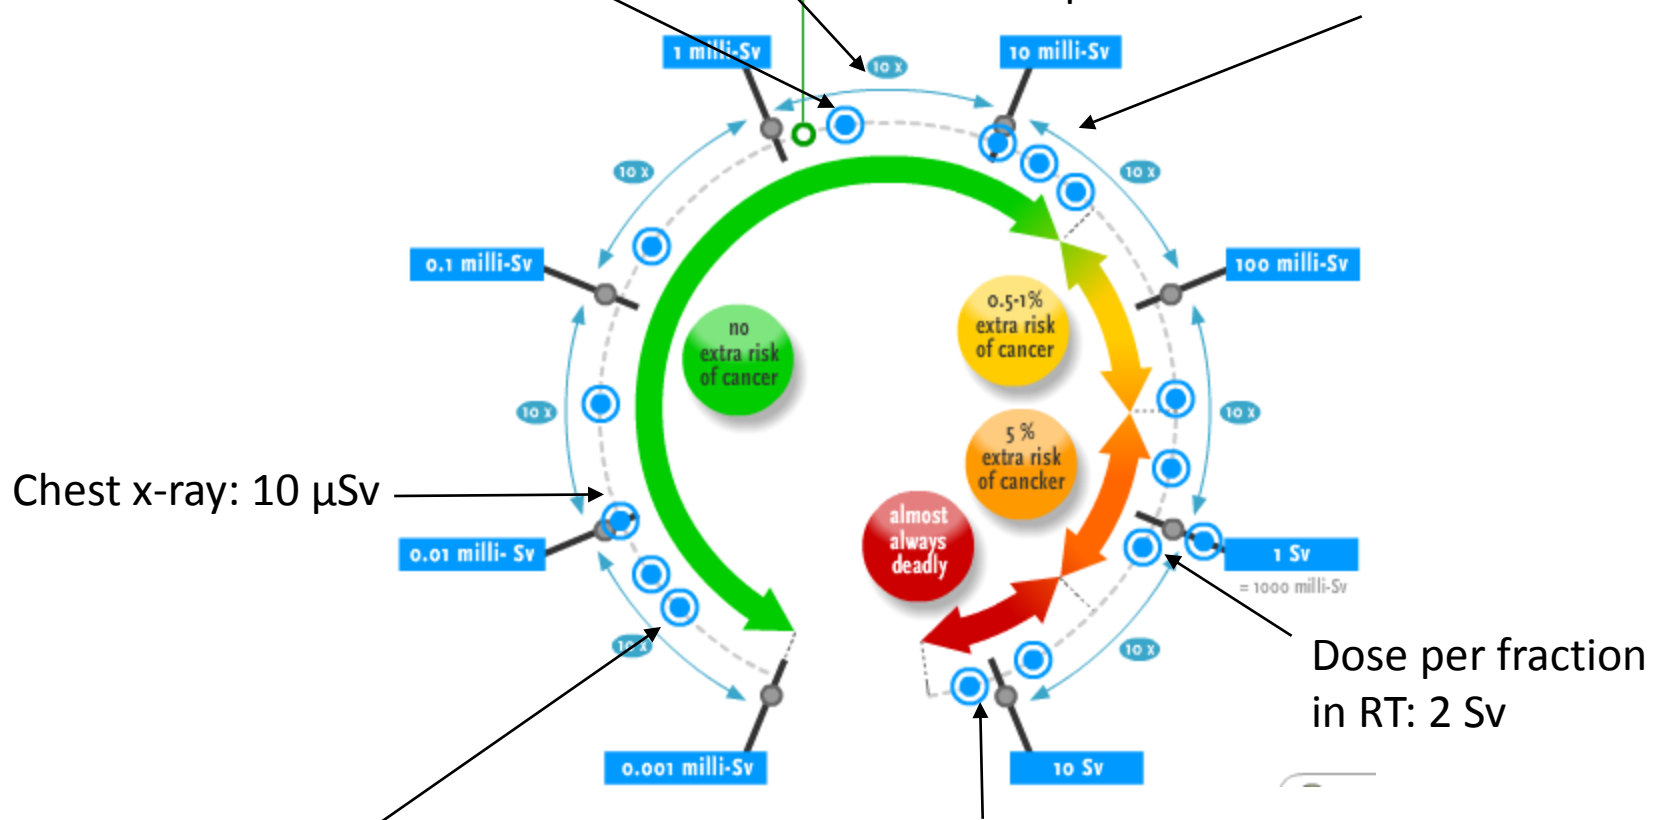 1 milli-Sv
10 x
10 milli-Sv
10 x
10 x
0.1 milli-Sv
100 milli-Sv
no
extra risk
of cancer
0.5-1%
extra risk
of cancer
10 x
10 x
5 %
extra risk
of cancker
Chest x-ray: 10 µSv
almost
always
deadly
0.01 milli- Sv
1 Sv
= 1000 milli-Sv
10 x
10 x
Dose per fraction
in RT: 2 Sv
0.001 milli-Sv
10 Sv